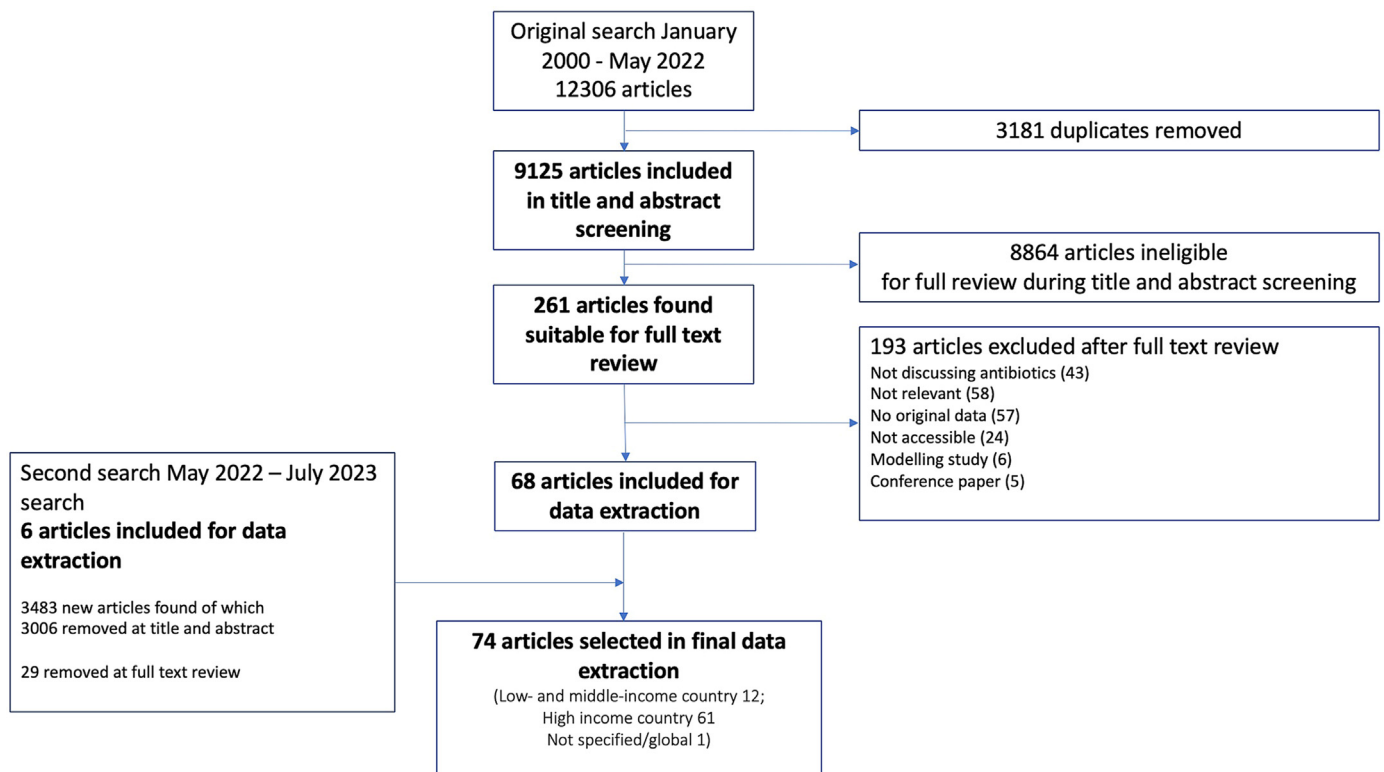 Original search January
2000 - May 2022
12306 articles
3181 duplicates removed
9125 articles included
in title and abstract
screening
8864 articles ineligible
for full review during title and abstract screening
261 articles found
suitable for full text
review
193 articles excluded after full text review
Not discussing antibiotics (43)
Not relevant (58)
No original data (57)
Not accessible (24)
Modelling study (6)
Conference paper (5)
68 articles included for
data extraction
Second search May 2022 – July 2023
search
6 articles included for data
extraction
3483 new articles found of which
3006 removed at title and abstract
29 removed at full text review
74 articles selected in final data
extraction
(Low- and middle-income country 12;
High income country 61
Not specified/global 1)